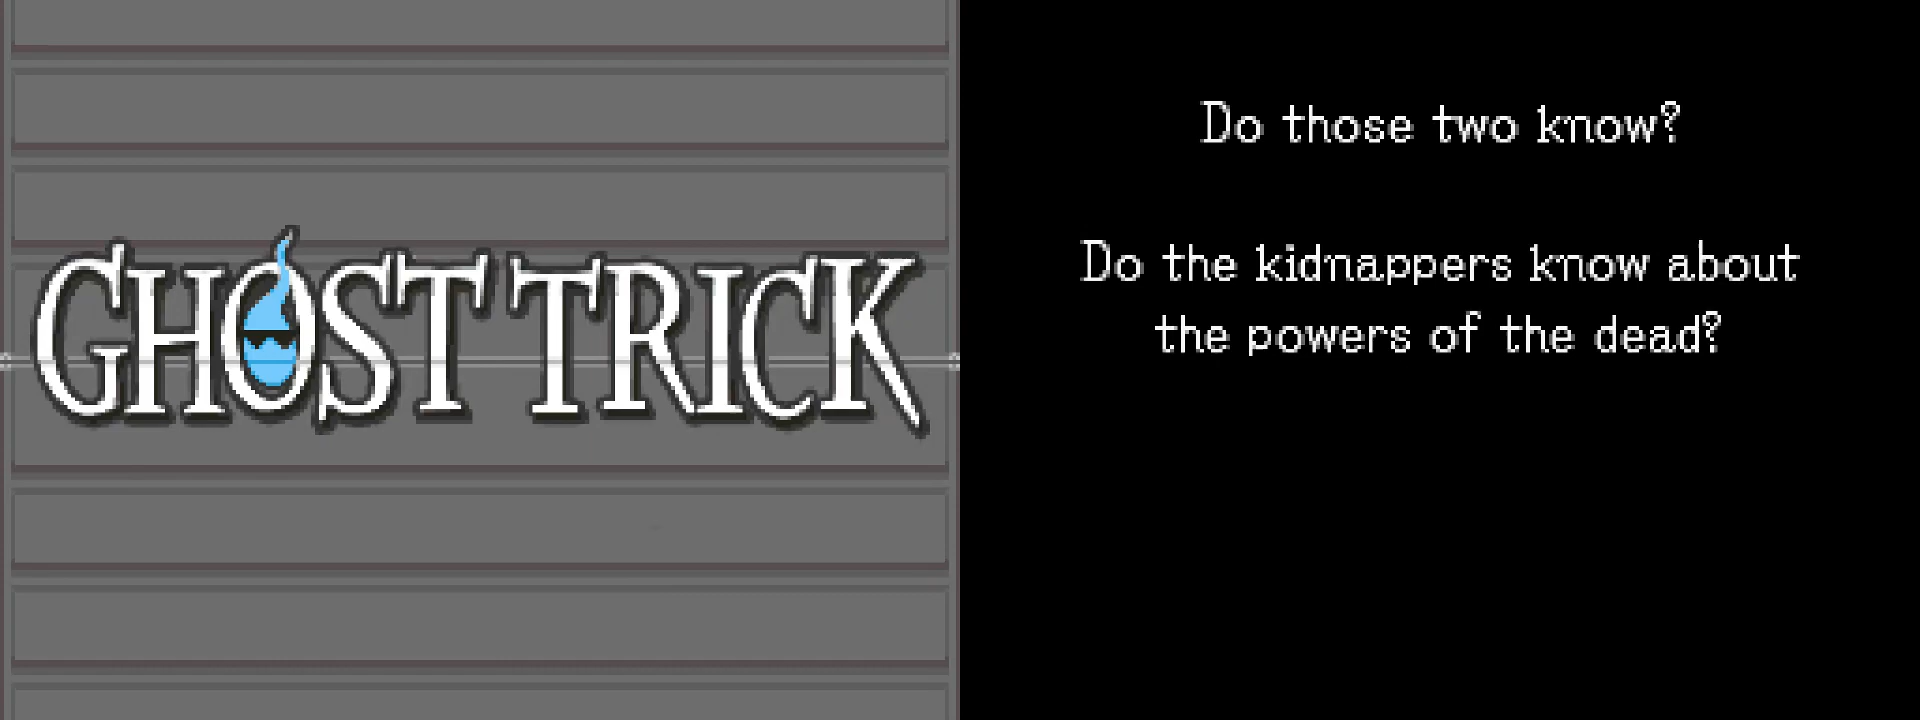 GHOST TRICK
Do those two know?
Do the kidnappers know about
the powers of the dead?